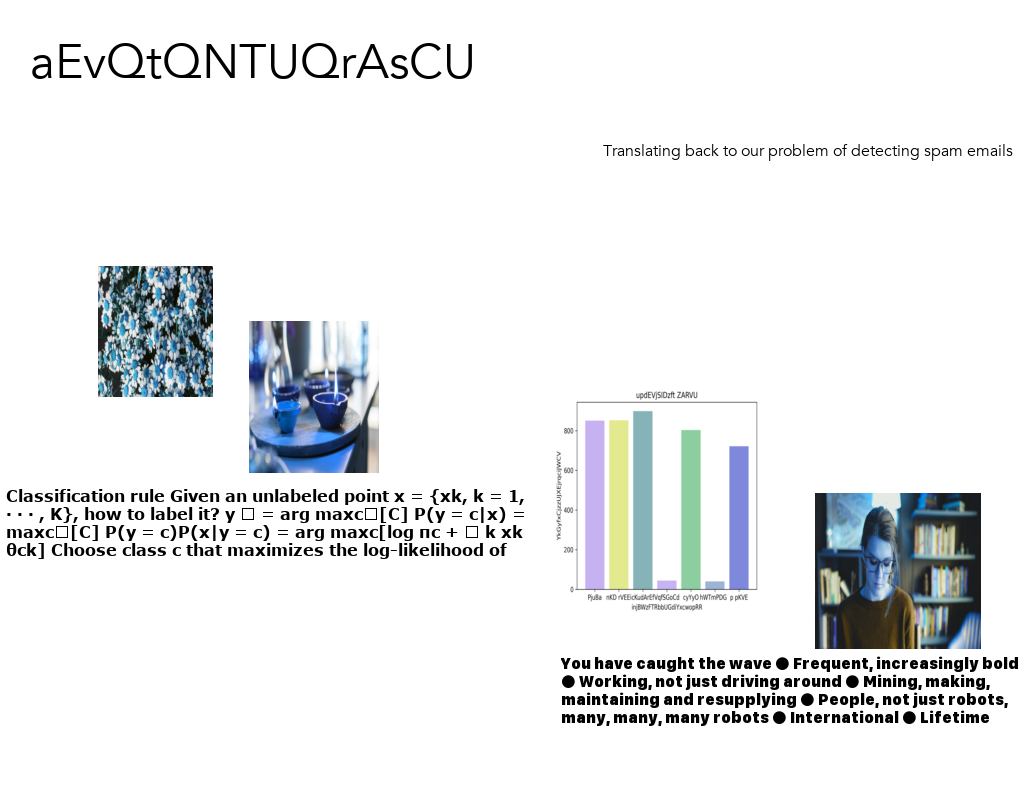 aEvQtQNTUQrAsCU
Translating back to our problem of detecting spam emails
Classification rule Given an unlabeled point x = {xk, k = 1,
· · · , K}, how to label it? y □ = arg maxc□[C] P(y = c|x) =
maxc□[C] P(y = c)P(x|y = c) = arg maxc[log πc + □ k xk
θck] Choose class c that maximizes the log-likelihood of
updEVjSIDzft ZARVU
800
600
400
200
0
PjuBa nKD rVEEicKudArEfVqfSGoCd cyYyO hWTmPDG p pKVE
injBWzFTRbbUGdiYxcwopRR
You have caught the wave ● Frequent, increasingly bold
● Working, not just driving around ● Mining, making,
maintaining and resupplying ● People, not just robots,
many, many, many robots ● International ● Lifetime